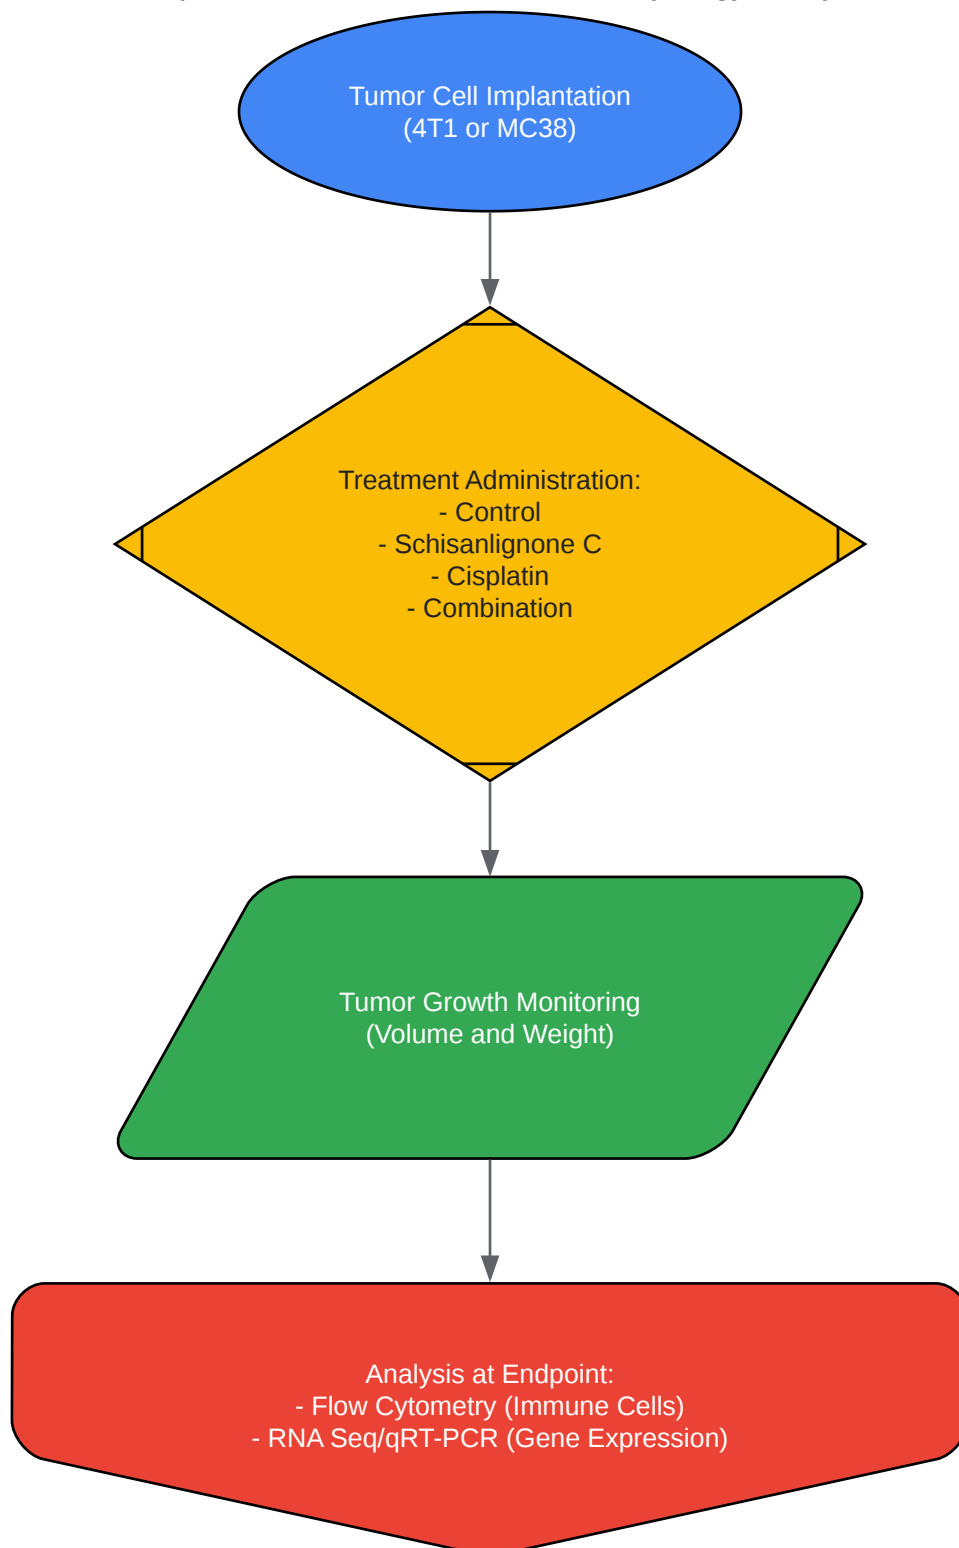 Tumor Cell Implantation
(4T1 or MC38)
Treatment Administration:
- Control
- Schisanlignone C
- Cisplatin
- Combination
Tumor Growth Monitoring
(Volume and Weight)
Analysis at Endpoint:
- Flow Cytometry (Immune Cells)
- RNA Seq/qRT-PCR (Gene Expression)